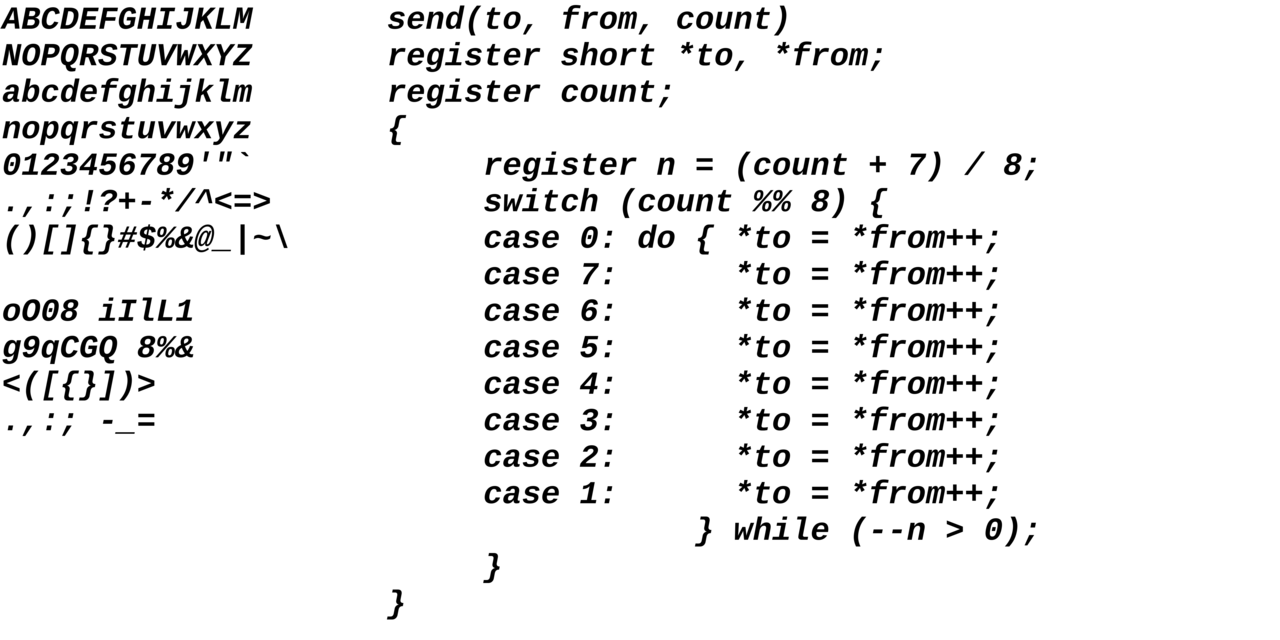 ABCDEFGHIJKLM       send(to, from, count)
NOPQRSTUVWXYZ       register short *to, *from;
abcdefghijklm       register count;
nopqrstuvwxyz       {
0123456789'"`            register n = (count + 7) / 8;
.,:;!?+-*/^<=>           switch (count %% 8) {
()[]{}#$%&@_|~\          case 0: do { *to = *from++;
                         case 7:      *to = *from++;
oO08 iIlL1               case 6:      *to = *from++;
g9qCGQ 8%&               case 5:      *to = *from++;
<([{}])>                 case 4:      *to = *from++;
.,:; -_=                 case 3:      *to = *from++;
                         case 2:      *to = *from++;
                         case 1:      *to = *from++;
                                    } while (--n > 0);
                         }
                    }